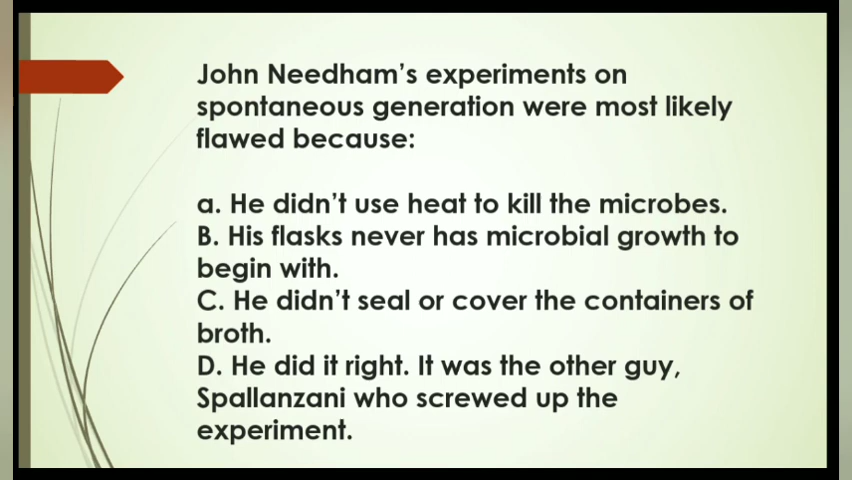 John Needham’s experiments on
spontaneous generation were most likely
flawed because:
a. He didn’t use heat to kill the microbes.
B. His flasks never has microbial growth to
begin with.
C. He didn’t seal or cover the containers of
broth.
D. He did it right. It was the other guy,
Spallanzani who screwed up the
experiment.